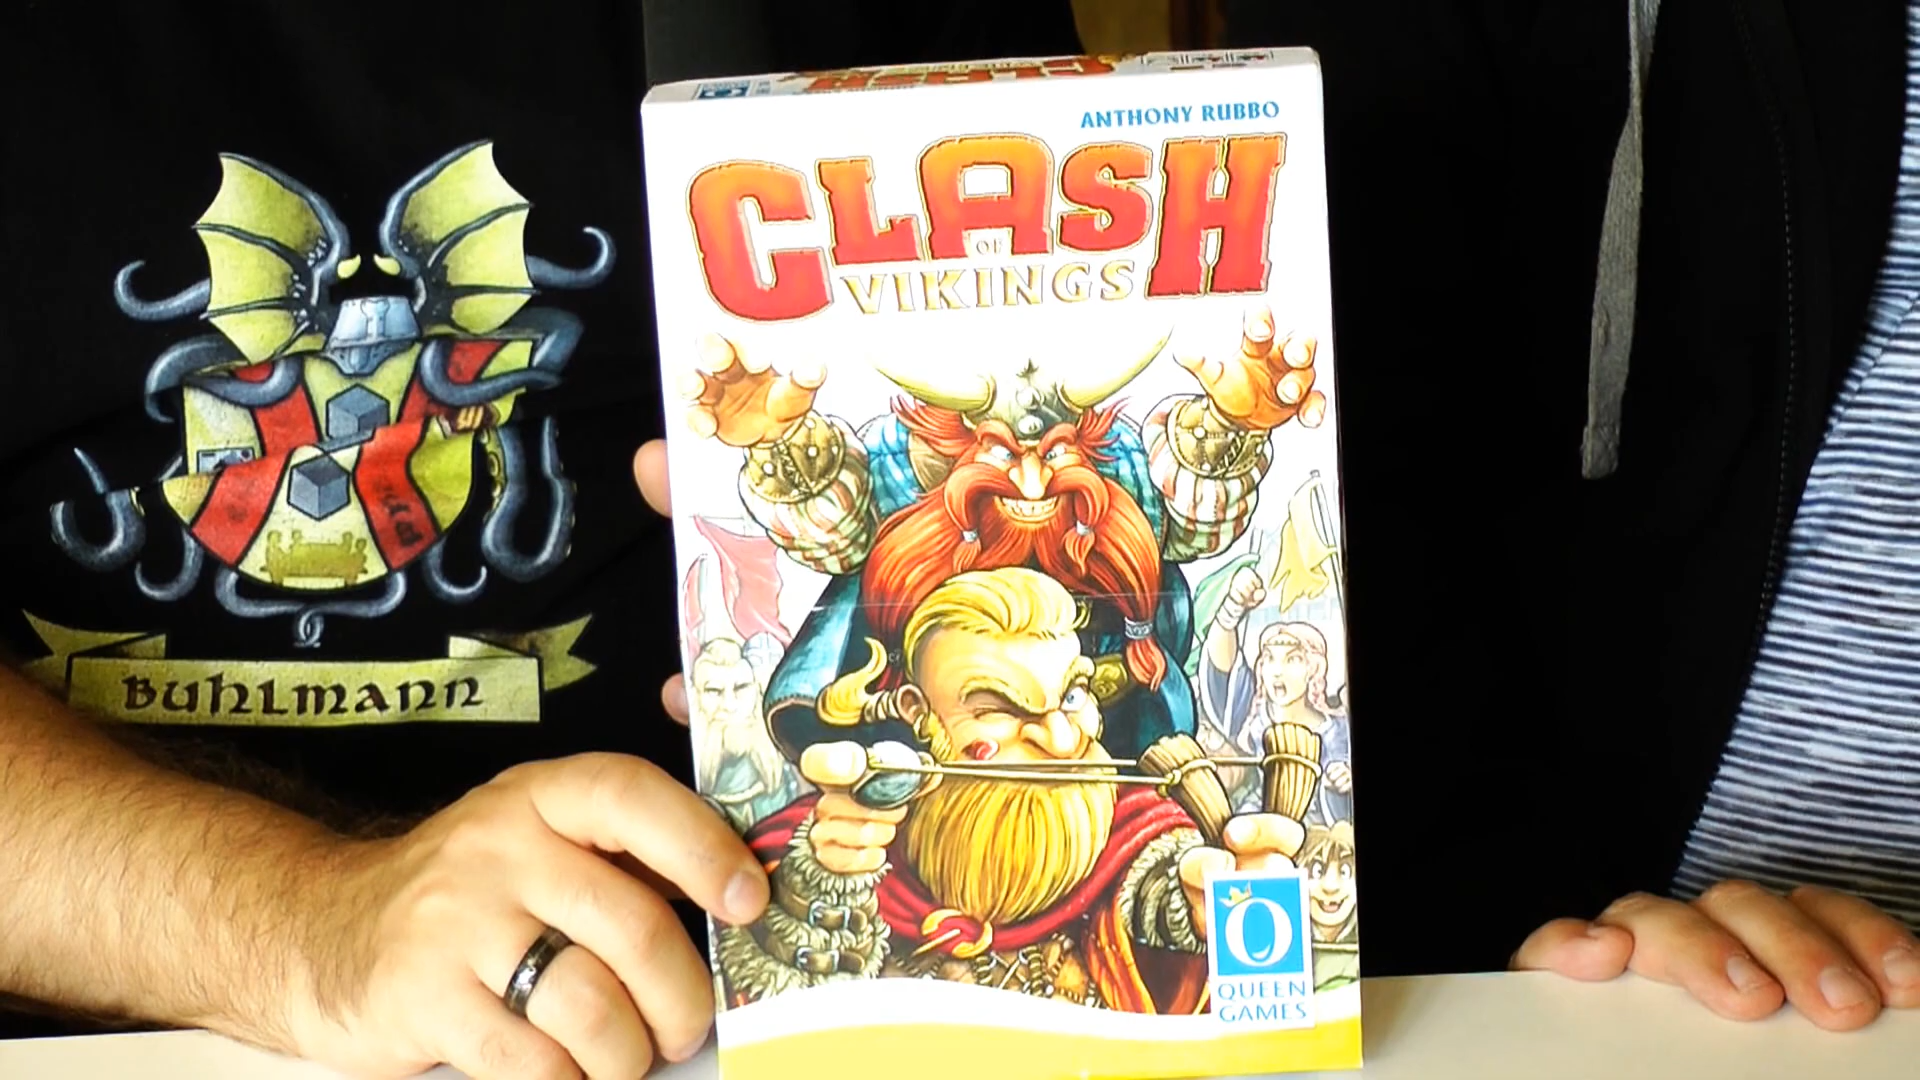 ANTHONY RUBBO
CLASH
OF
VIKINGS
BUHLMANN
QUEEN
GAMES